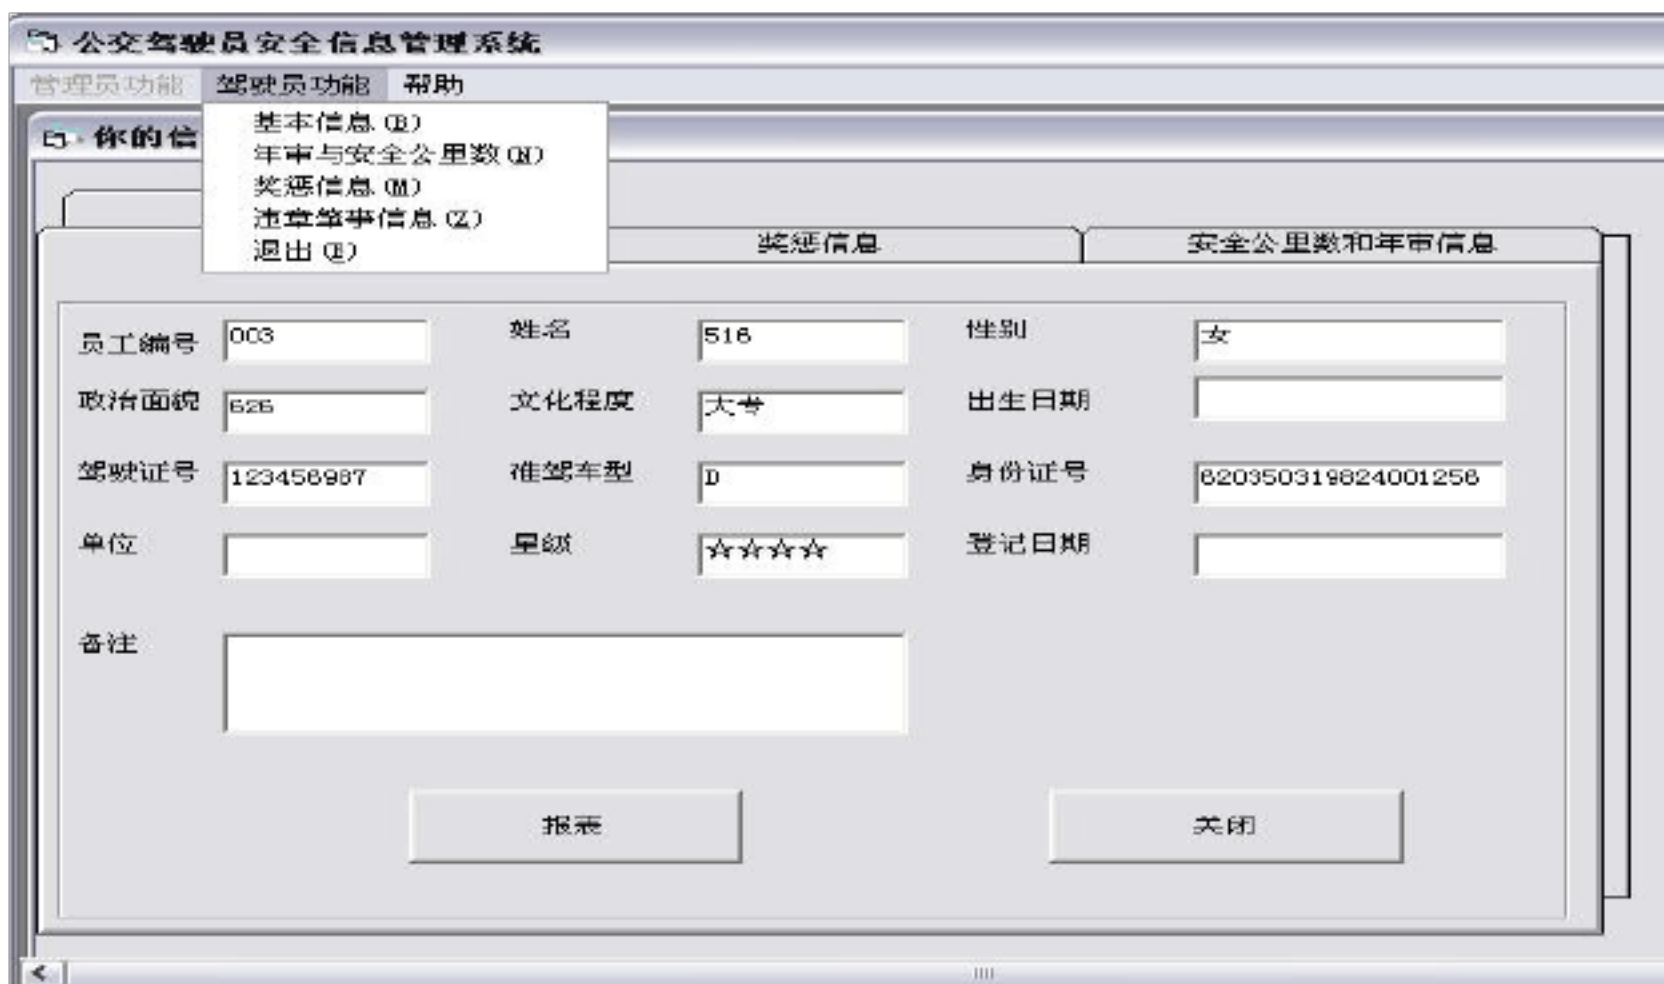 公交驾驶员安全信息管理系统
管理员功能 驾驶员功能 帮助
你的信
基本信息(B)
年审与安全公里数(N)
奖惩信息(M)
违章肇事信息(Z)
退出(E)
奖惩信息 安全公里数和年审信息
员工编号 003 姓名 516 性别 女
政治面貌 626 文化程度 大专 出生日期
驾驶证号 123456987 准驾车型 D 身份证号 620350319824001256
单位 星级 ☆☆☆☆ 登记日期
备注
报表 关闭